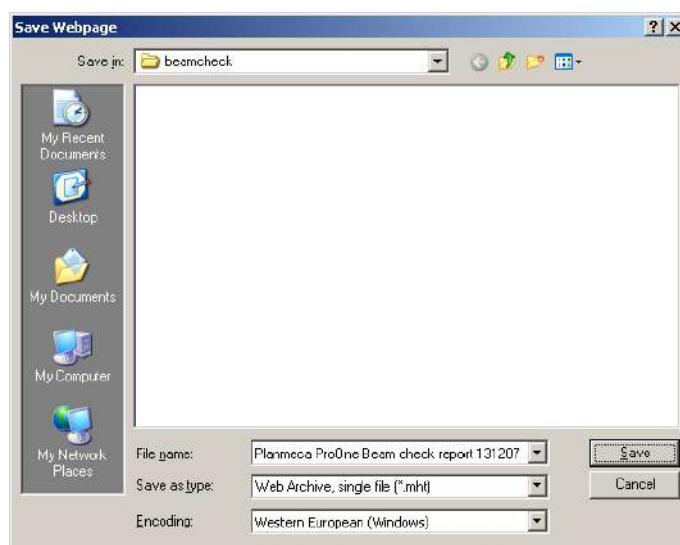 Save Webpage
Save in:
beamcheck
My Recent
Documents
Desktop
My Documents
My Computer
My Network
Places
File name:
Planmeca ProOne Beam check report 131207
Save
Save as type:
Web Archive, single file (*.mht)
Cancel
Encoding:
Western European (Windows)